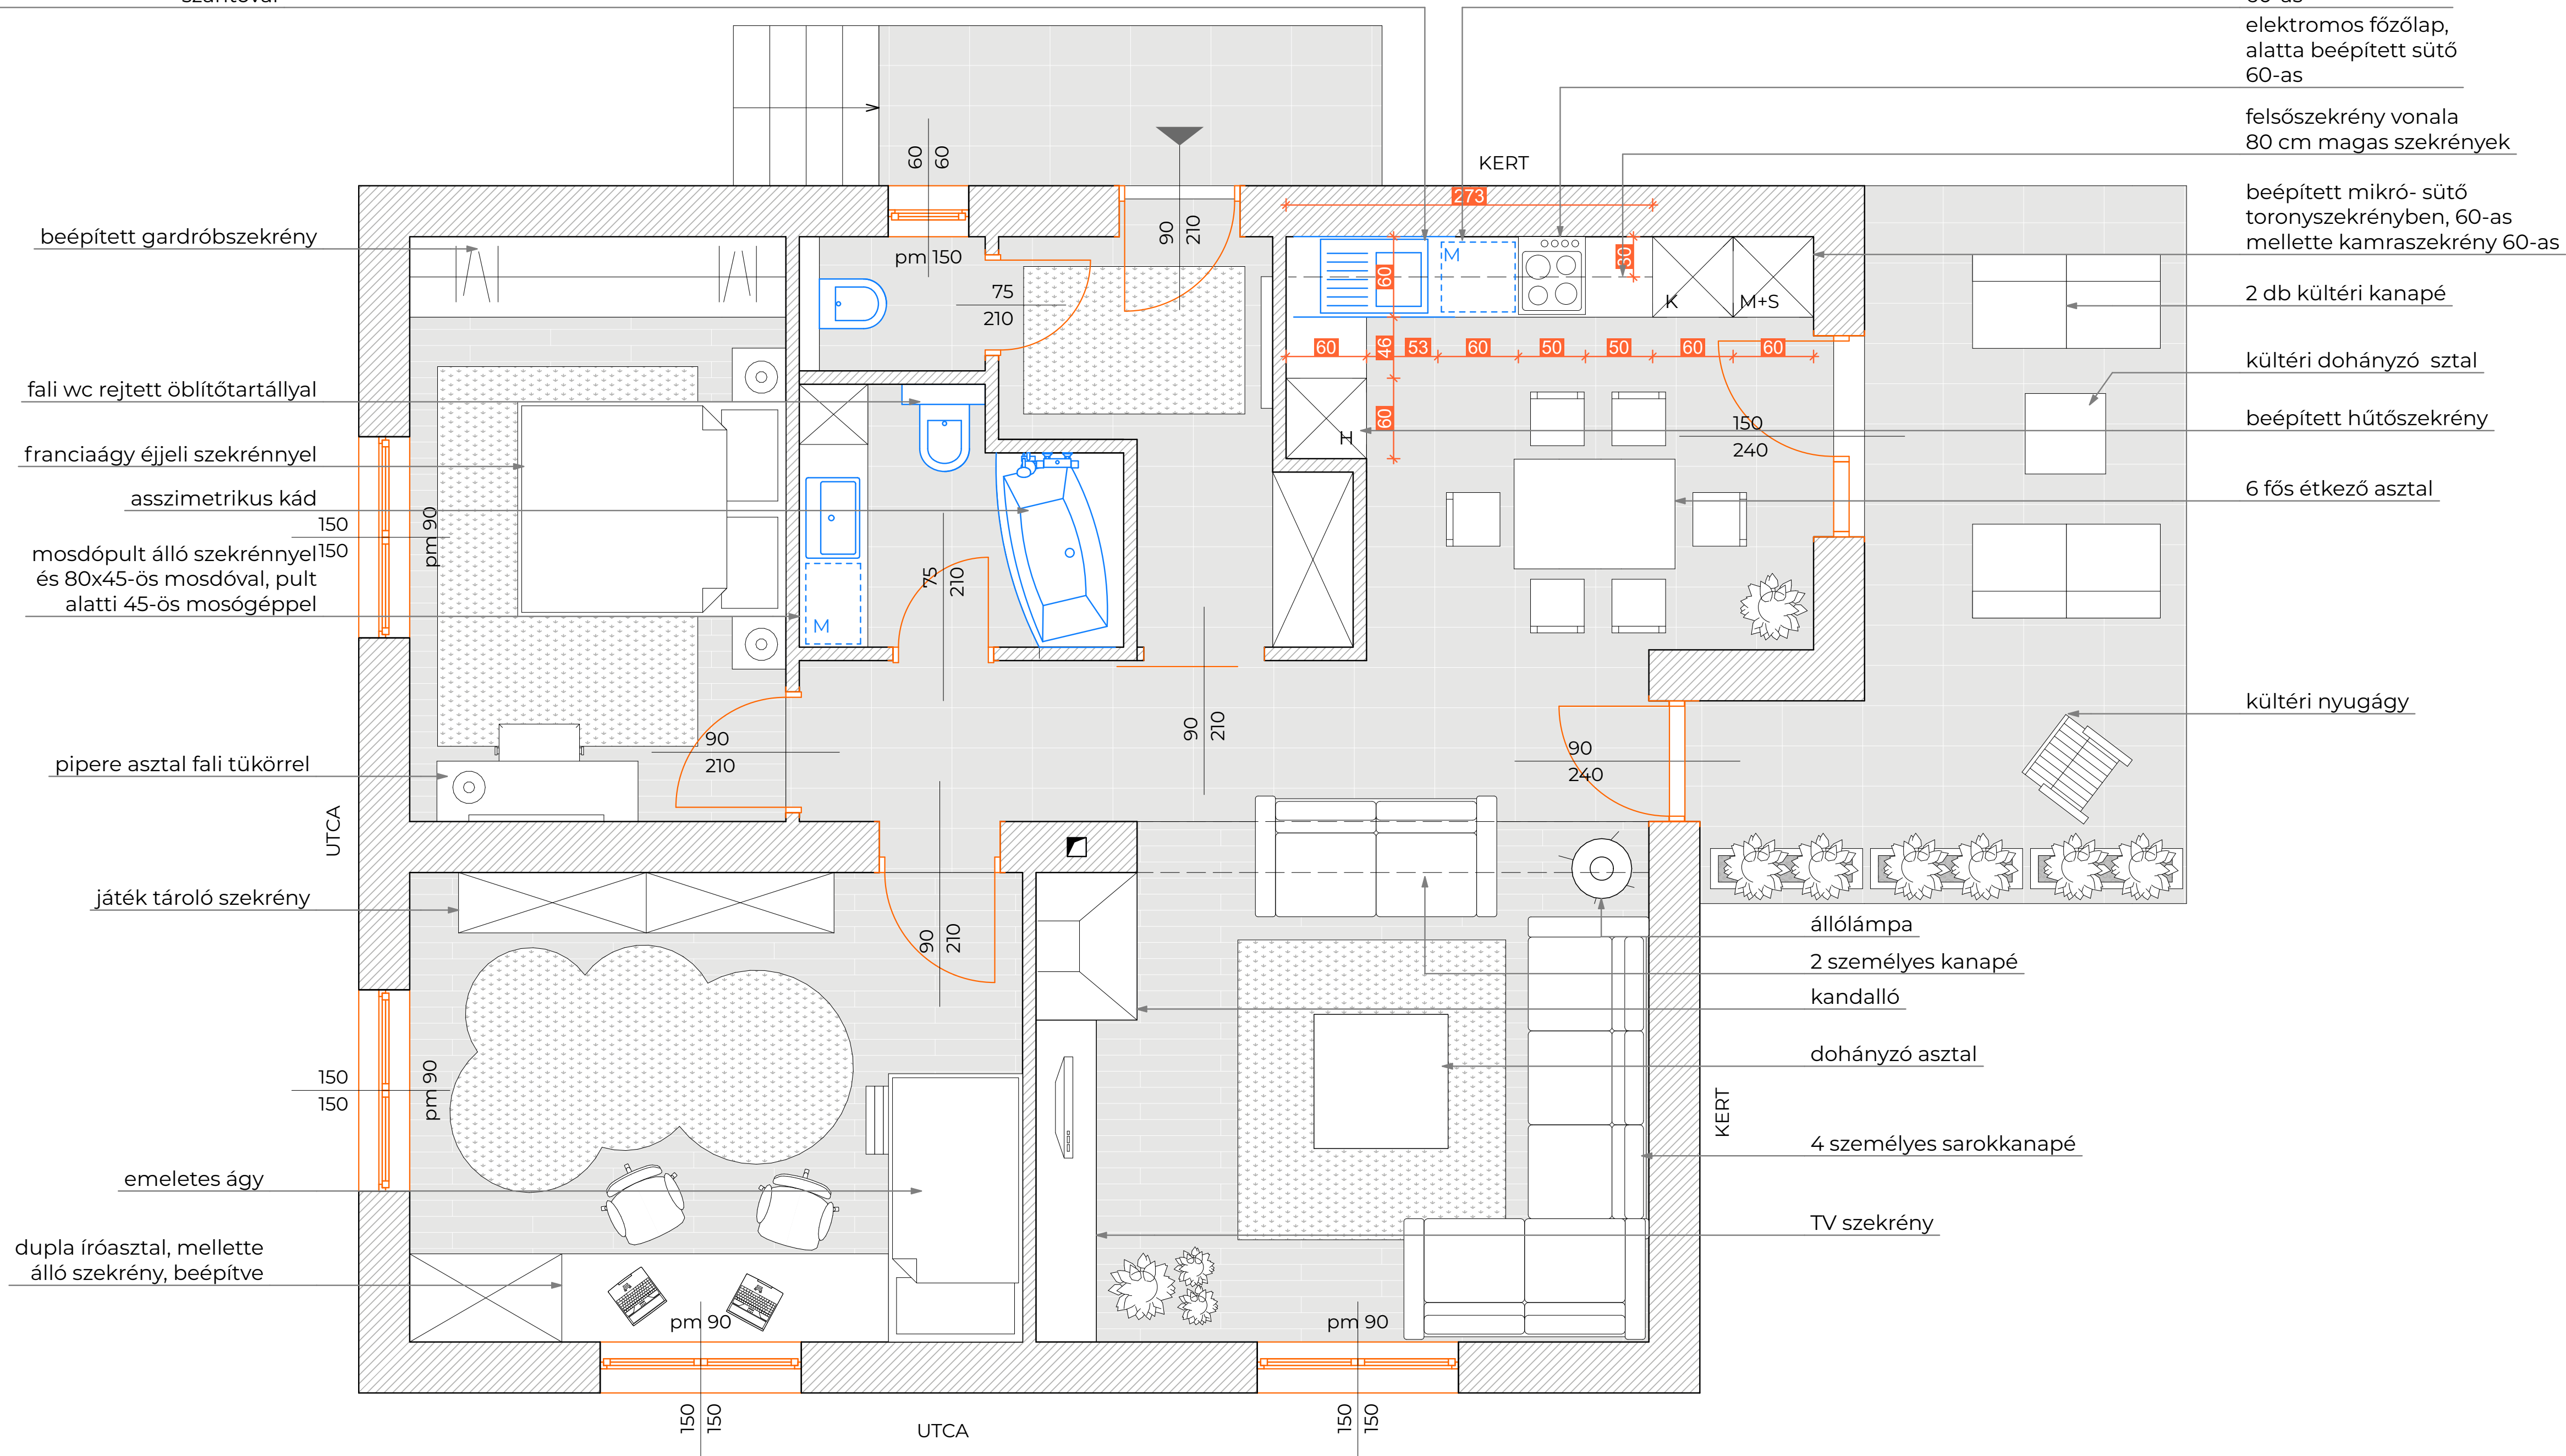 elektromos főzőlap,
alatta beépített sütő
60-as
felsőszekrény vonala
80 cm magas szekrények
beépített mikró- sütő
toronyszekrényben, 60-as
mellette kamraszekrény 60-as
2 db kültéri kanapé
kültéri dohányzó sztal
beépített hűtőszekrény
6 fős étkező asztal
kültéri nyugágy
állólámpa
2 személyes kanapé
kandalló
dohányzó asztal
4 személyes sarokkanapé
TV szekrény
beépített gardróbszekrény
fali wc rejtett öblítőtartállyal
franciaágy éjjeli szekrénnyel
asszimetrikus kád
mosdópult álló szekrénnyel
és 80x45-ös mosdóval, pult
alatti 45-ös mosógéppel
pipere asztal fali tükörrel
játék tároló szekrény
emeletes ágy
dupla íróasztal, mellette
álló szekrény, beépítve
KERT
KERT
UTCA
UTCA
60
60
pm 150
75
210
90
210
273
60
30
M
K
M+S
60
46
53
60
50
50
60
60
60
H
150
240
150
150
pm 90
75
210
M
90
210
90
210
90
240
90
210
150
150
pm 90
pm 90
150
150
pm 90
150
150